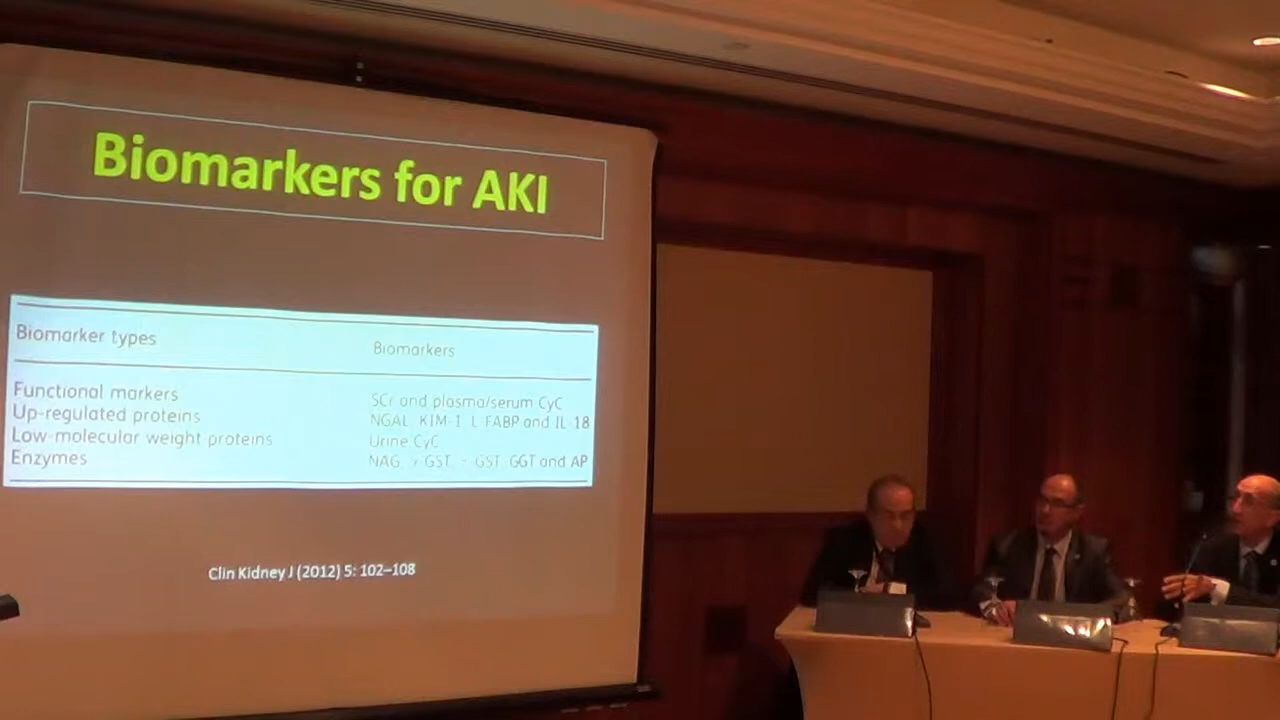 Biomarkers for AKI
Biomarker types Biomarkers
Functional markers SCr and plasma/serum CyC
Up-regulated proteins NGAL, KIM-1, L-FABP and IL-18
Low-molecular weight proteins Urine CyC
Enzymes NAG, GST, GST, GGT and AP
Clin Kidney J (2012) 5: 102–108